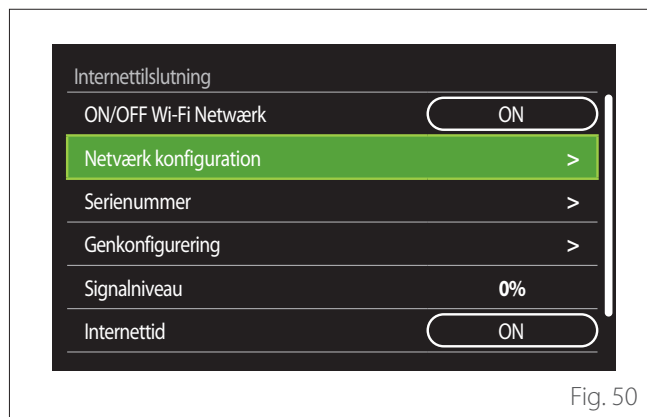 Internettilslutning
ON/OFF Wi-Fi Netwærk ON
Netværk konfiguration >
Serienummer >
Genkonfigurering >
Signalniveau 0%
Internettid ON
Fig. 50